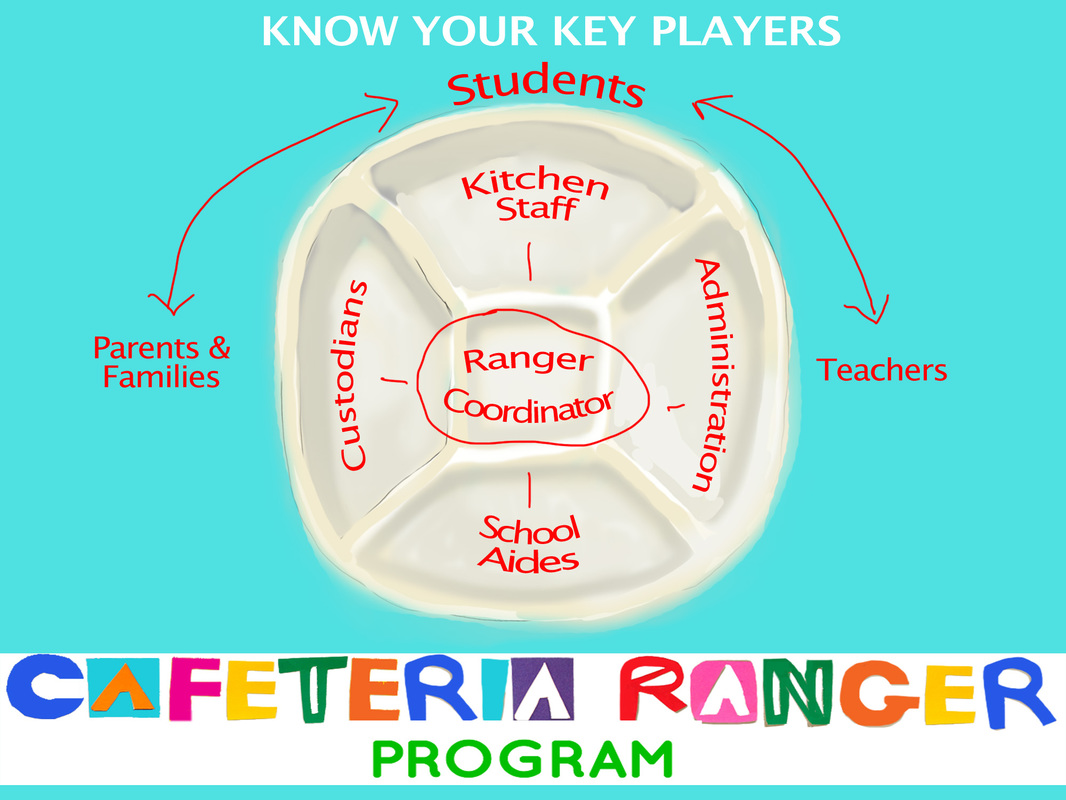 KNOW YOUR KEY PLAYERS
Students
Kitchen
Staff
Custodians
Ranger
Coordinator
Administration
School
Aides
Parents &
Families
Teachers
CAFETERIA RANGER
PROGRAM